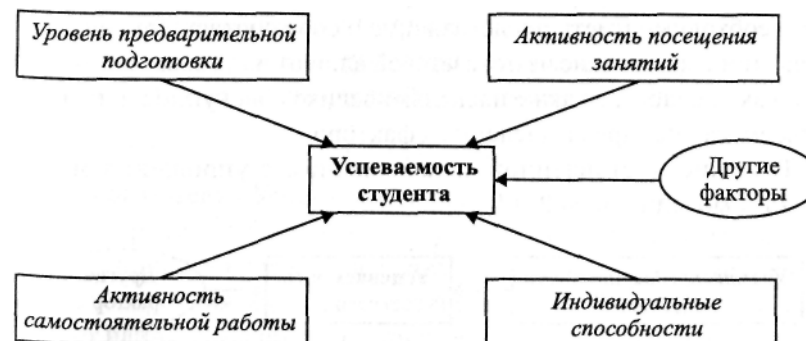 Уровень предварительной
подготовки
Активность посещения
занятий
Успеваемость
студента
Другие
факторы
Активность
самостоятельной работы
Индивидуальные
способности